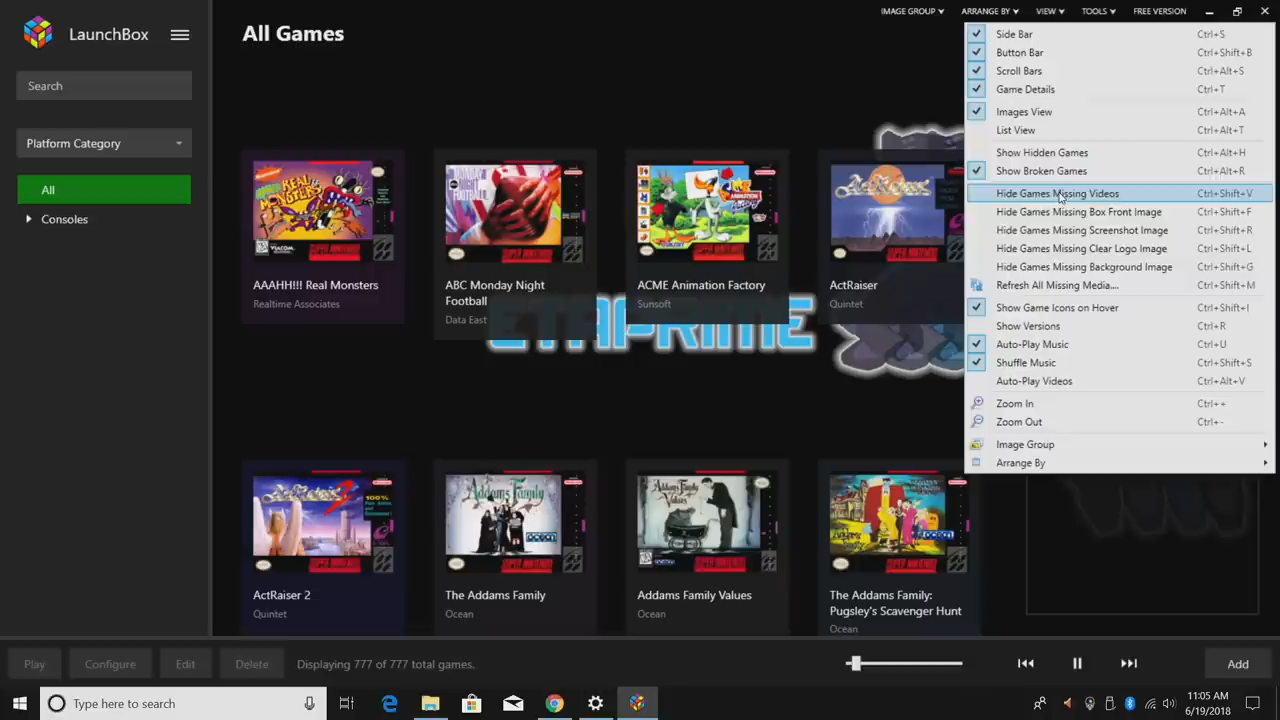 LaunchBox
All Games
IMAGE GROUP
ARRANGE BY
VIEW
TOOLS
FREE VERSION
Search
Platform Category
All
Consoles
Side Bar Ctrl+S
Button Bar Ctrl+Shift+B
Scroll Bars Ctrl+Alt+S
Game Details Ctrl+T
Images View Ctrl+Alt+A
List View Ctrl+Alt+T
Show Hidden Games Ctrl+Alt+H
Show Broken Games Ctrl+Alt+R
Hide Games Missing Videos Ctrl+Shift+V
Hide Games Missing Box Front Image Ctrl+Shift+F
Hide Games Missing Screenshot Image Ctrl+Shift+R
Hide Games Missing Clear Logo Image Ctrl+Shift+L
Hide Games Missing Background Image Ctrl+Shift+G
Refresh All Missing Media... Ctrl+Shift+M
Show Game Icons on Hover Ctrl+Shift+I
Show Versions Ctrl+R
Auto-Play Music Ctrl+U
Shuffle Music Ctrl+Shift+S
Auto-Play Videos Ctrl+Alt+V
Zoom In Ctrl++
Zoom Out Ctrl+-
Image Group
Arrange By
AAAHH!!! Real Monsters
Realtime Associates
ABC Monday Night
Football
Data East
ACME Animation Factory
Sunsoft
ActRaiser
Quintet
ETAPRIME
ActRaiser 2
Quintet
The Addams Family
Ocean
Addams Family Values
Ocean
The Addams Family:
Pugsley's Scavenger Hunt
Ocean
Play
Configure
Edit
Delete
Displaying 777 of 777 total games.
Add
Type here to search
11:05 AM
6/19/2018